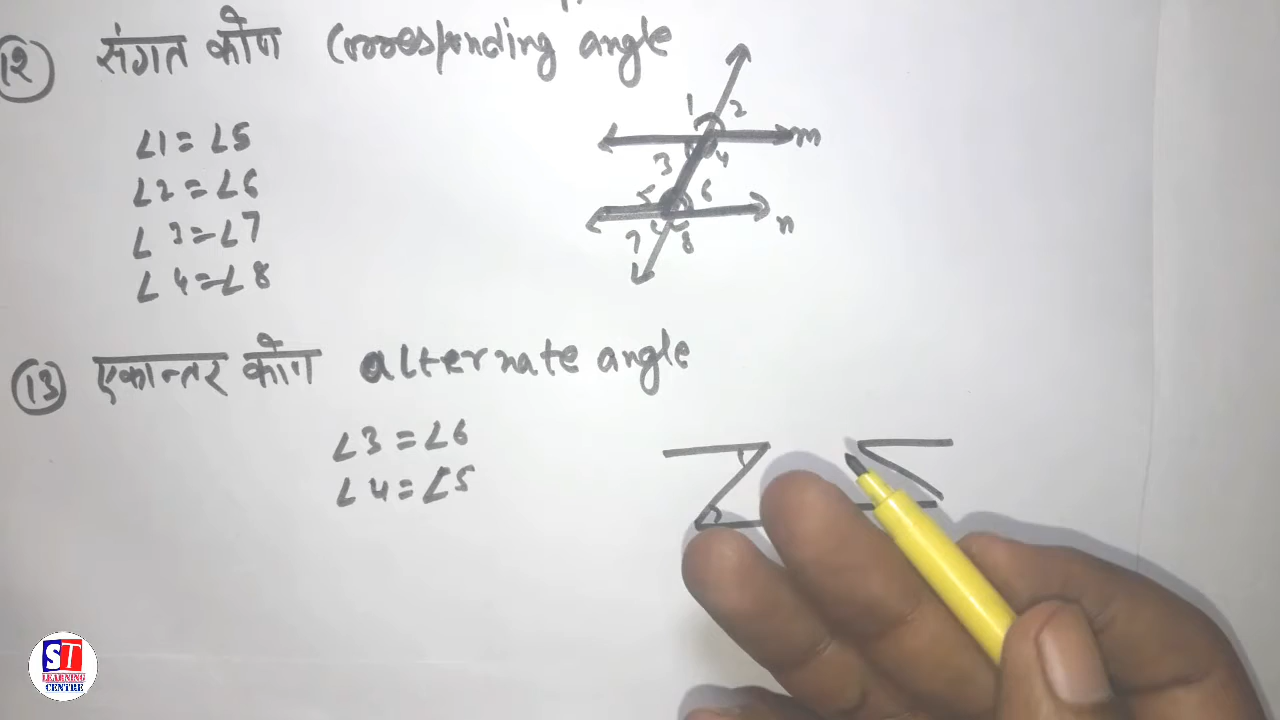 12 संगत कोण Corresponding angle
∠1 = ∠5
∠2 = ∠6
∠3 = ∠7
∠4 = ∠8
1 2
m
3 4
5 6
n
7 8
13 एकान्तर कोण alternate angle
∠3 = ∠6
∠4 = ∠5
ST
LEARNING
CENTRE